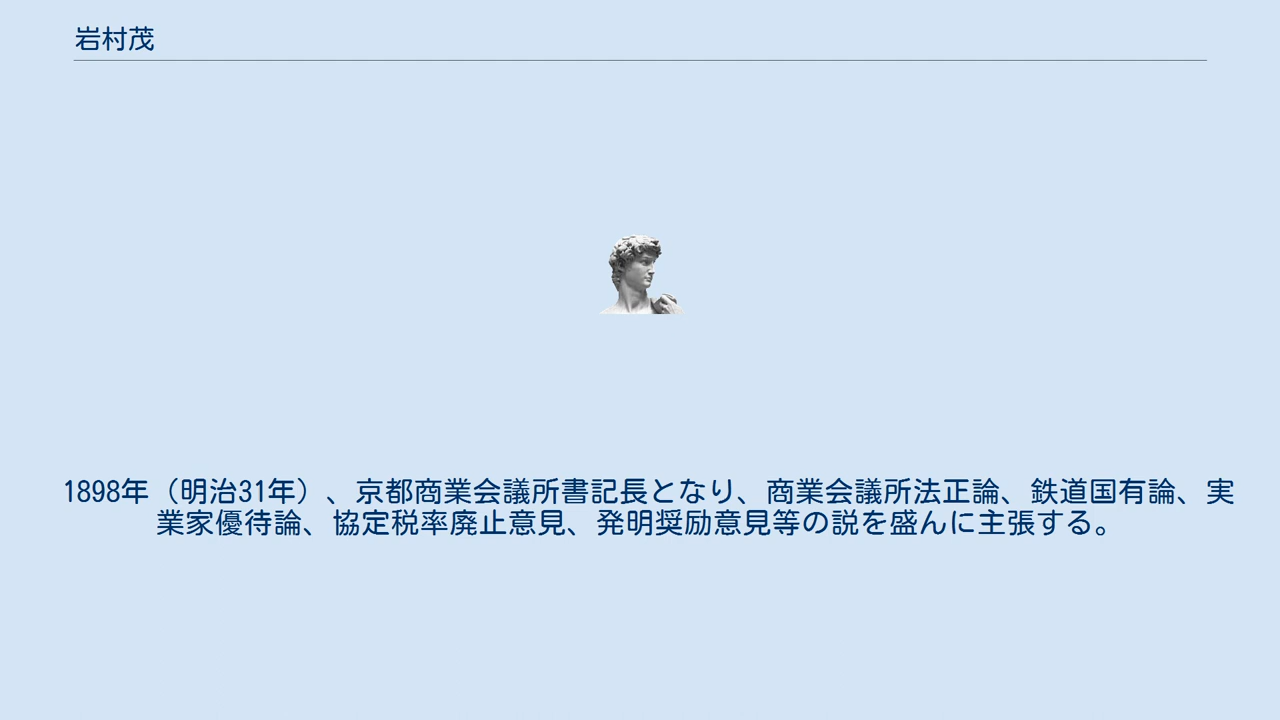 岩村茂
1898年（明治31年）、京都商業会議所書記長となり、商業会議所法正論、鉄道国有論、実
業家優待論、協定税率廃止意見、発明奨励意見等の説を盛んに主張する。